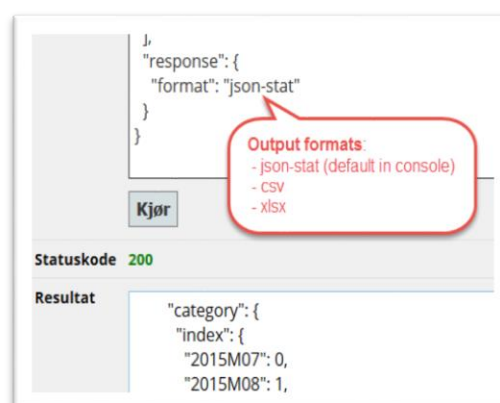 ],
"response": {
"format": "json-stat"
}
}
Output formats:
- json-stat (default in console)
- csv
- xlsx
Kjør
Statuskode 200
Resultat
"category": {
"index": {
"2015M07": 0,
"2015M08": 1,